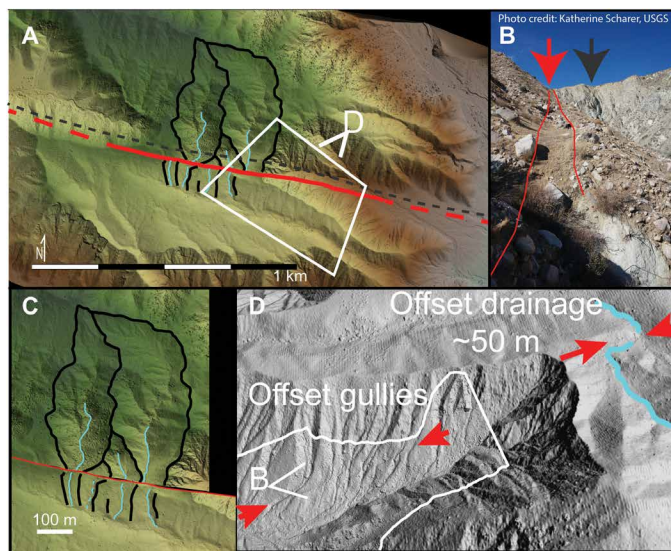 A
D
N
1 km
Photo credit: Katherine Scharer, USGS
B
C
100 m
D
Offset drainage
~50 m
Offset gullies
B